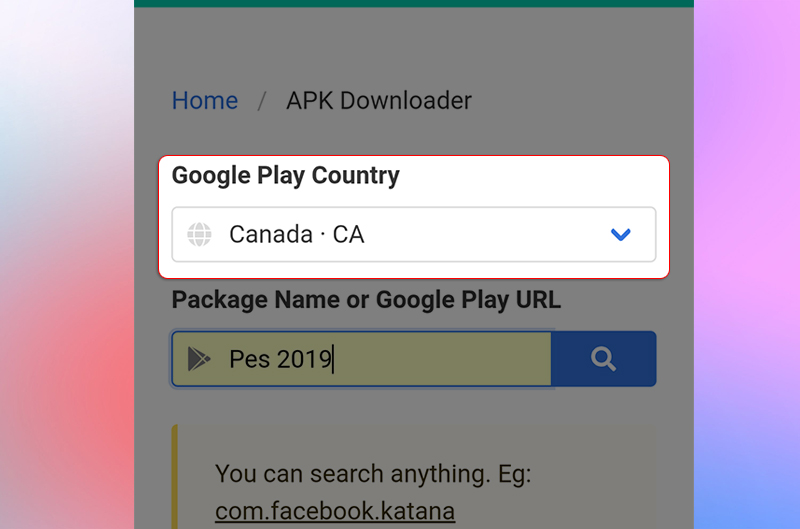 Home / APK Downloader
Google Play Country
Canada · CA
Package Name or Google Play URL
Pes 2019
You can search anything. Eg:
com.facebook.katana